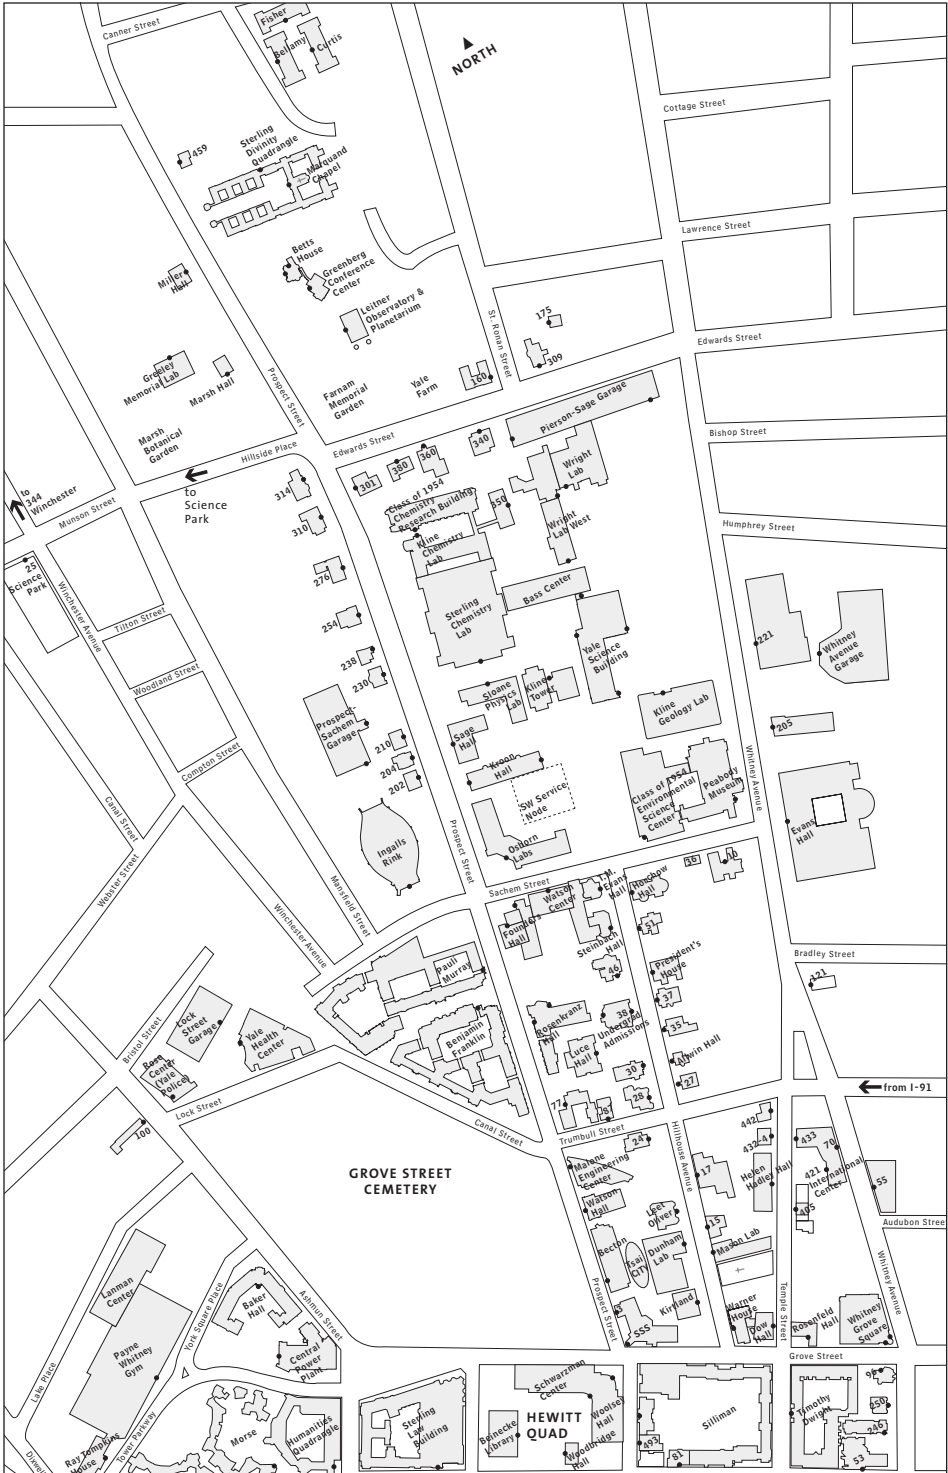 Canner Street
Fisher
Bellamy
Curtis
NORTH
Cottage Street
459
Sterling
Divinity
Quadrangle
Marquand
Chapel
Lawrence Street
Betts
House
Greenberg
Conference
Center
Miller
Hall
Leitner
Observatory &
Planetarium
St. Ronan Street
175
309
Edwards Street
Greeley
Memorial Lab
Marsh Hall
Prospect Street
Farnam
Memorial
Garden
Yale
Farm
160
Pierson-Sage Garage
Bishop Street
Marsh
Botanical
Garden
Hillside Place
Edwards Street
340
360
380
301
Wright
Lab
to
Science
Park
to
344
Winchester
Munson Street
314
310
Class of 1954
Chemistry
Research Building
350
Kline
Chemistry
Lab
Wright
Lab West
Humphrey Street
25
Science
Park
Winchester Avenue
276
Bass Center
Tilton Street
254
Sterling
Chemistry
Lab
Yale
Science
Building
221
Whitney
Avenue
Garage
238
230
Woodland Street
Sloane
Physics
Lab
Kline
Tower
Kline
Geology Lab
Prospect-
Sachem
Garage
210
204
202
Sage
Hall
205
Compton Street
Kroon
Hall
SW Service
Node
Class of 1954
Environmental
Science
Center
Peabody
Museum
Whitney Avenue
Canal Street
Webster Street
Ingalls
Rink
Prospect Street
Osborn
Labs
Evans
Hall
Sachem Street
36
10
Mansfield Street
Winchester Avenue
Founders
Hall
Watson
Center
T.M.
Evans
Hall
Horchow
Hall
51
Steinbach
Hall
46
President's
House
Bradley Street
121
Pauli
Murray
37
Bristol Street
Lock
Street
Garage
Yale
Health
Center
Benjamin
Franklin
Rosenkranz
Hall
38
Undergrad
Admissions
35
Luce
Hall
Allwin Hall
Rose
Center
(Yale
Police)
30
27
from I-91
Lock Street
77
87
28
442
100
Canal Street
Trumbull Street
24
Hillhouse Avenue
432-4
433
70
GROVE STREET
CEMETERY
Malone
Engineering
Center
17
Helen
Hadley Hall
421
International
Center
55
Watson
Hall
Leet
Oliver
15
405
Audubon Street
Becton
Tsai
CITY
Dunham
Lab
Mason Lab
Lanman
Center
Baker
Hall
York Square Place
Ashmun Street
Prospect Street
Kirtland
SSS
Warner
House
Dow
Hall
Temple Street
Rosenfeld
Hall
Whitney
Grove
Square
Whitney Avenue
Payne
Whitney
Gym
Central
Power
Plant
Lake Place
Grove Street
Schwarzman
Center
Woolsey
Hall
HEWITT
QUAD
Beinecke
Library
Woodbridge
Hall
Silliman
Timothy
Dwight
96
250
246
53
493
81
Sterling
Law
Building
Humanities
Quadrangle
Morse
Tower Parkway
Ray Tompkins
House